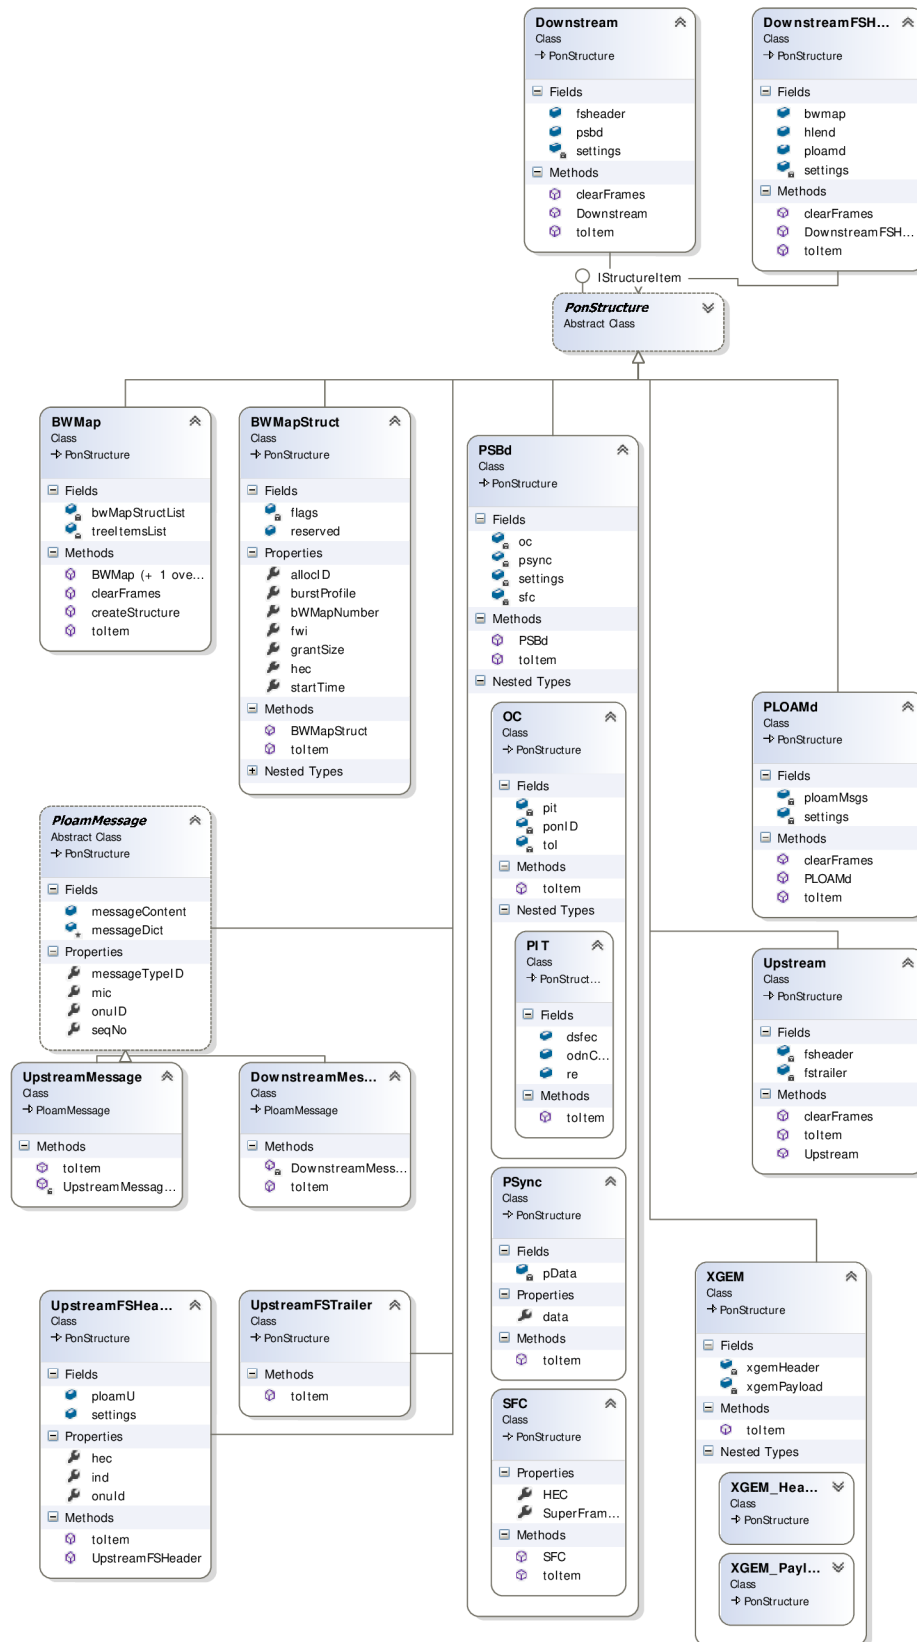 Downstream
Class
PonStructure
Fields
fsheader
psbd
settings
Methods
clearFrames
Downstream
toItem
DownstreamFSH...
Class
PonStructure
Fields
bwmap
hlend
ploamd
settings
Methods
clearFrames
DownstreamFSH...
toItem
IStructureItem
PonStructure
Abstract Class
BWMap
Class
PonStructure
Fields
bwMapStructList
treeItemsList
Methods
BWMap (+ 1 ove...
clearFrames
createStructure
toItem
BWMapStruct
Class
PonStructure
Fields
flags
reserved
Properties
allocID
burstProfile
bWMapNumber
fwi
grantSize
hec
startTime
Methods
BWMapStruct
toItem
Nested Types
PSBd
Class
PonStructure
Fields
oc
psync
settings
sfc
Methods
PSBd
toItem
Nested Types
OC
Class
PonStructure
Fields
pit
ponID
tol
Methods
toItem
Nested Types
PIT
Class
PonStruct...
Fields
dsfec
odnC...
re
Methods
toItem
PSync
Class
PonStructure
Fields
pData
Properties
data
Methods
toItem
SFC
Class
PonStructure
Properties
HEC
SuperFram...
Methods
SFC
toItem
PLOAMd
Class
PonStructure
Fields
ploamMsgs
settings
Methods
clearFrames
PLOAMd
toItem
PloamMessage
Abstract Class
PonStructure
Fields
messageContent
messageDict
Properties
messageTypeID
mic
onuID
seqNo
Upstream
Class
PonStructure
Fields
fsheader
fstrailer
Methods
clearFrames
toItem
Upstream
UpstreamMessage
Class
PloamMessage
Methods
toItem
UpstreamMessag...
DownstreamMes...
Class
PloamMessage
Methods
DownstreamMess...
toItem
UpstreamFSHea...
Class
PonStructure
Fields
ploamU
settings
Properties
hec
ind
onuId
Methods
toItem
UpstreamFSHeader
UpstreamFSTrailer
Class
PonStructure
Methods
toItem
XGEM
Class
PonStructure
Fields
xgemHeader
xgemPayload
Methods
toItem
Nested Types
XGEM_Hea...
Class
PonStructure
XGEM_Payl...
Class
PonStructure